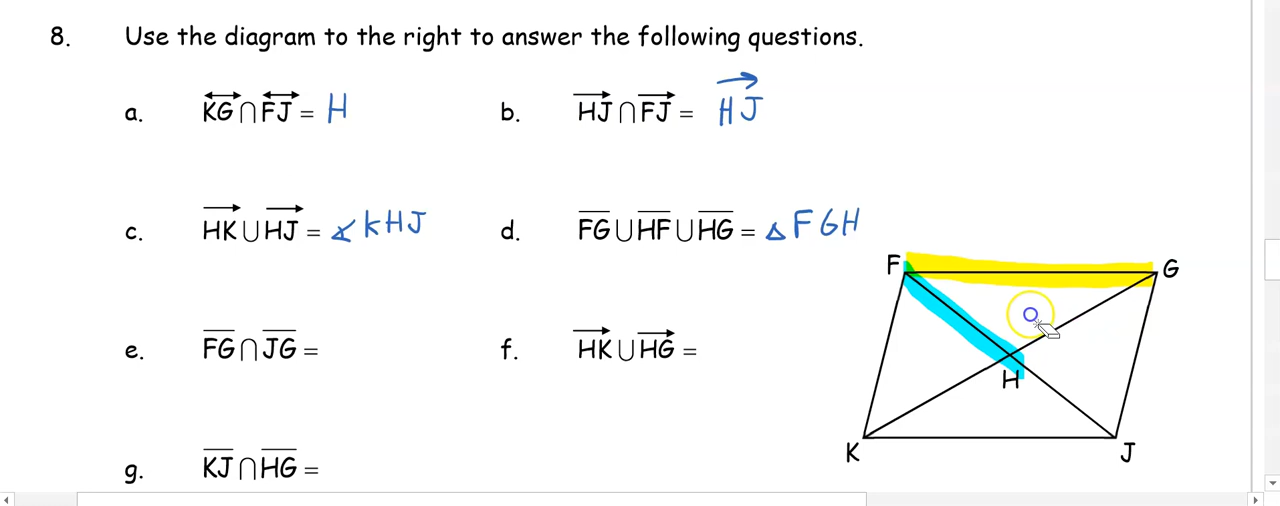 8. Use the diagram to the right to answer the following questions.
a. KG∩FJ = H b. HJ∩FJ = HJ
c. HK∪HJ = ∡KHJ d. FG∪HF∪HG = △FGH
F G
e. FG∩JG = f. HK∪HG =
H
K J
g. KJ∩HG =